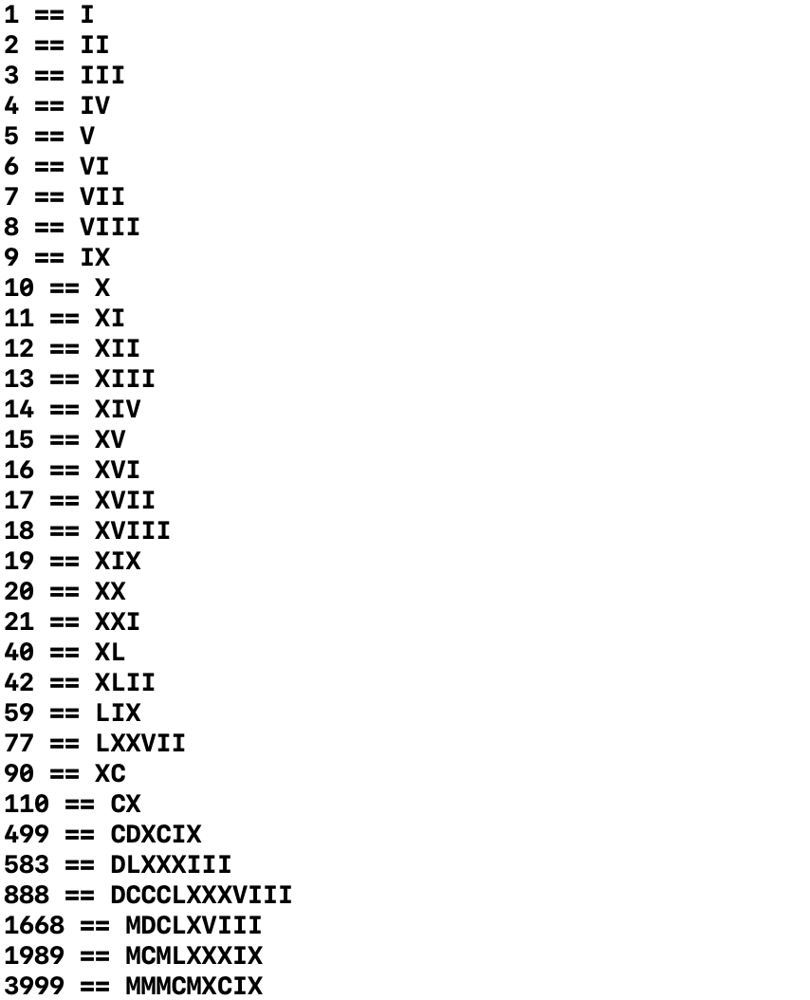 1 == I
2 == II
3 == III
4 == IV
5 == V
6 == VI
7 == VII
8 == VIII
9 == IX
10 == X
11 == XI
12 == XII
13 == XIII
14 == XIV
15 == XV
16 == XVI
17 == XVII
18 == XVIII
19 == XIX
20 == XX
21 == XXI
40 == XL
42 == XLII
59 == LIX
77 == LXXVII
90 == XC
110 == CX
499 == CDXCIX
583 == DLXXXIII
888 == DCCCLXXXVIII
1668 == MDCLXVIII
1989 == MCMLXXXIX
3999 == MMMCMXCIX